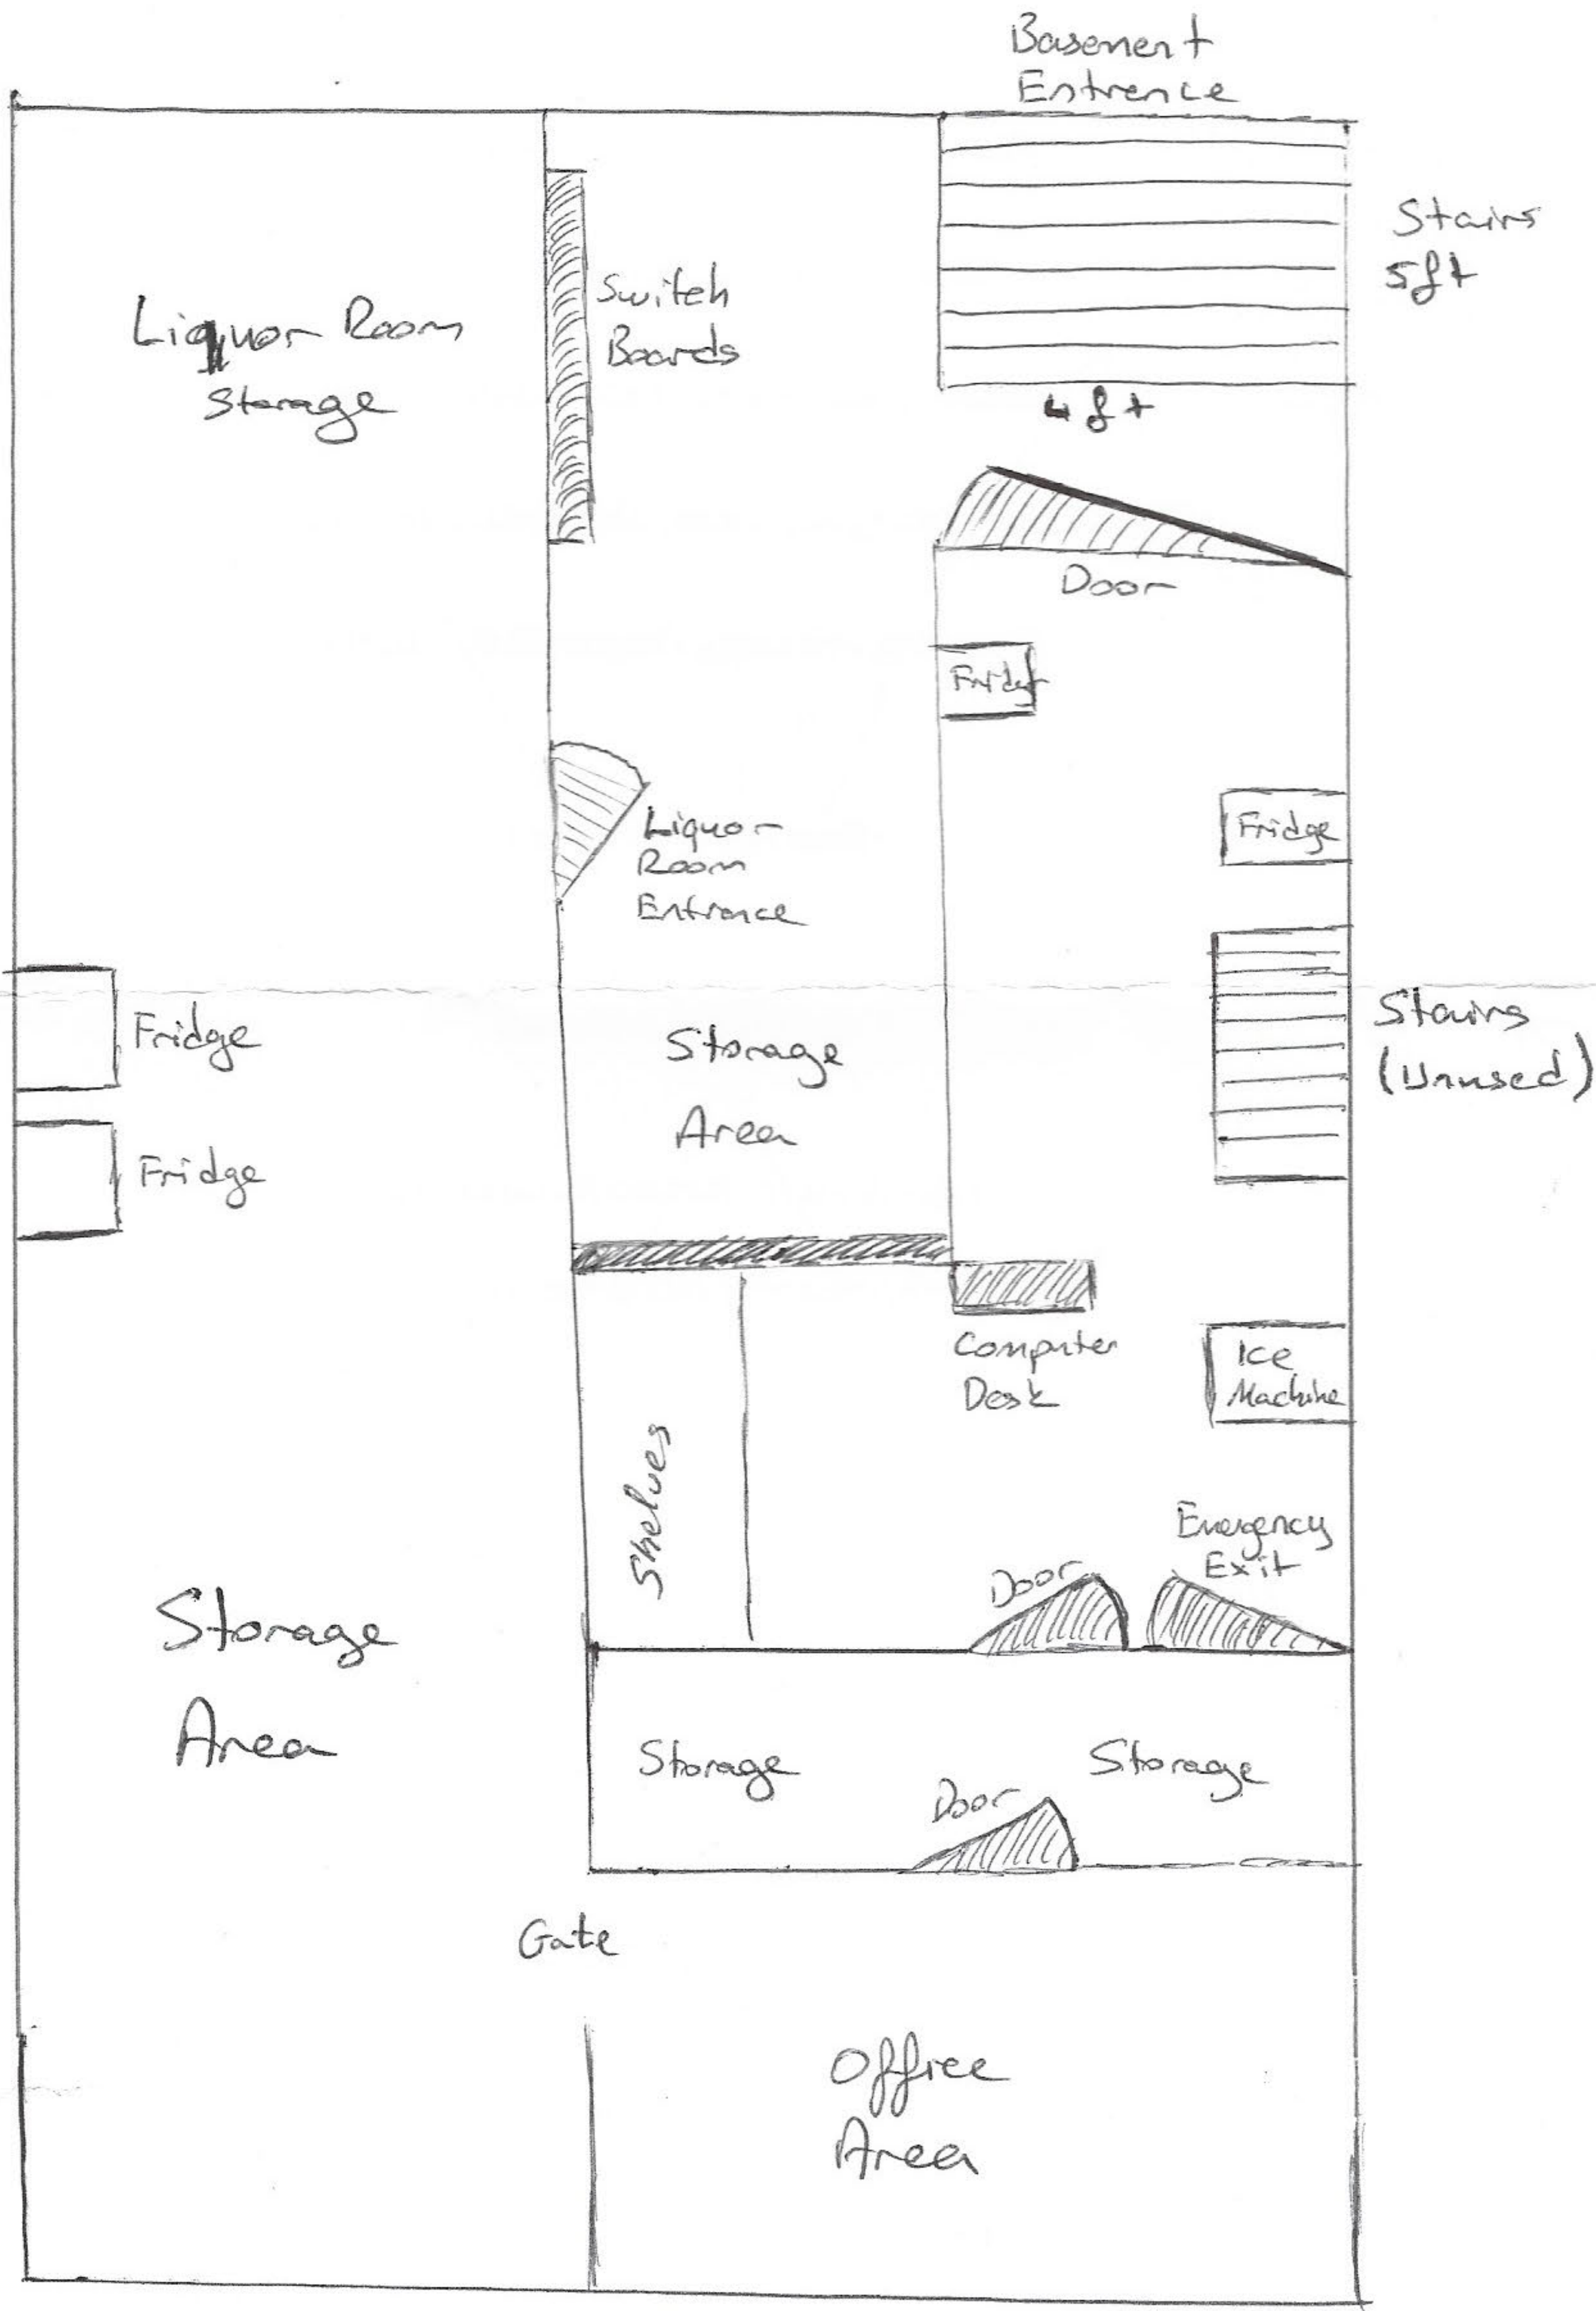 Basement
Entrence
Stairs
5ft
Liquor Room
Storage
Switch
Boards
4ft
Door
Fridge
Fridge
Liquor
Room
Entrance
Fridge
Storage
Area
Stairs
(Unused)
Fridge
Computer
Desk
Ice
Machine
Shelves
Emergency
Exit
Door
Storage
Area
Storage
Storage
Door
Gate
Office
Area